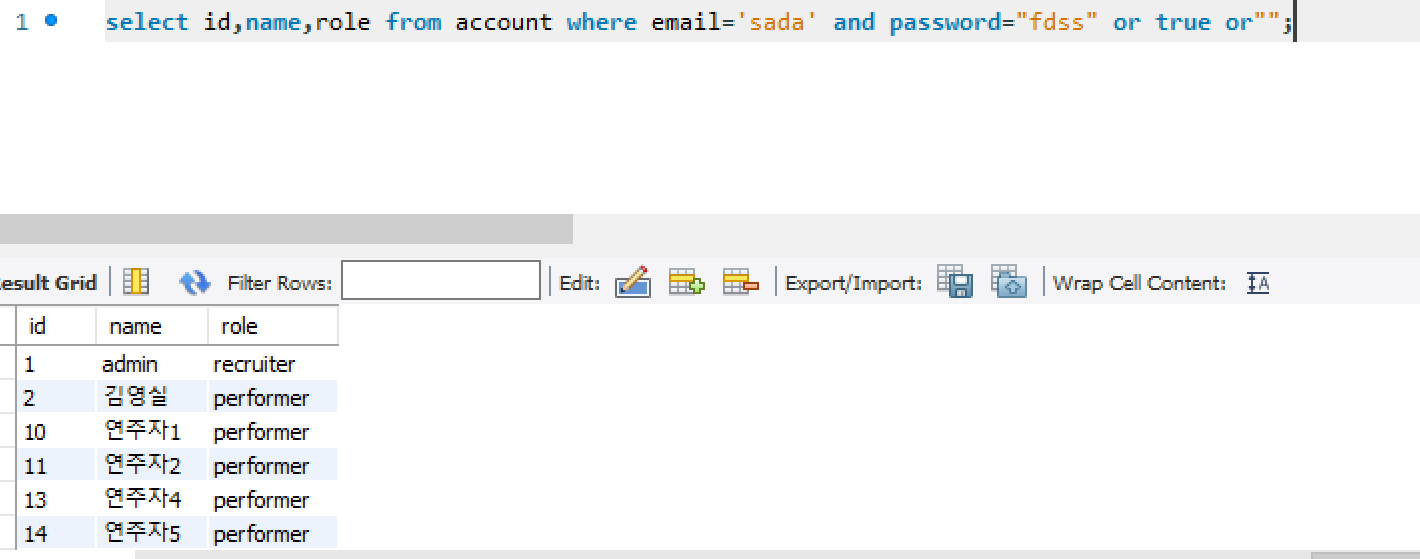 1 select id,name,role from account where email='sada' and password="fdss" or true or"";
esult Grid Filter Rows: Edit: Export/Import: Wrap Cell Content: IA
id name role
1 admin recruiter
2 김영실 performer
10 연주자1 performer
11 연주자2 performer
13 연주자4 performer
14 연주자5 performer